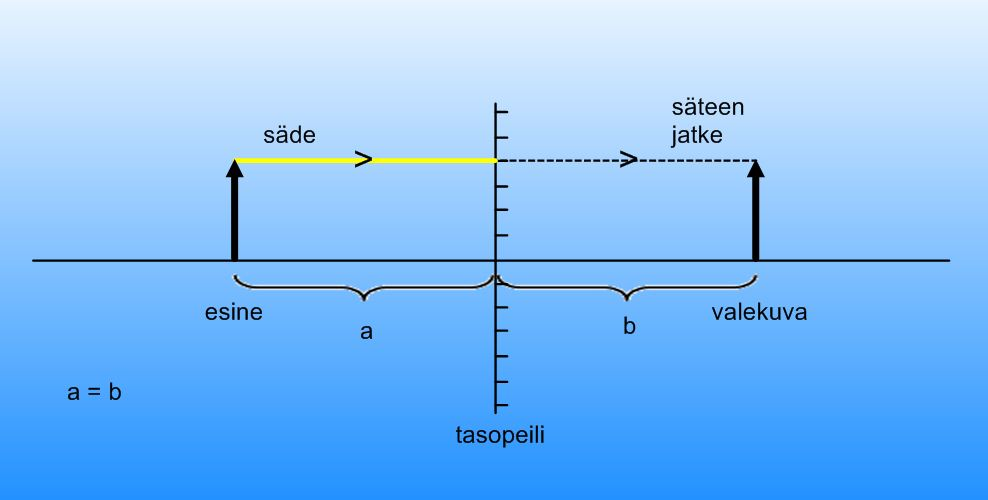 säde
säteen
jatke
esine
a
b
valekuva
a = b
tasopeili